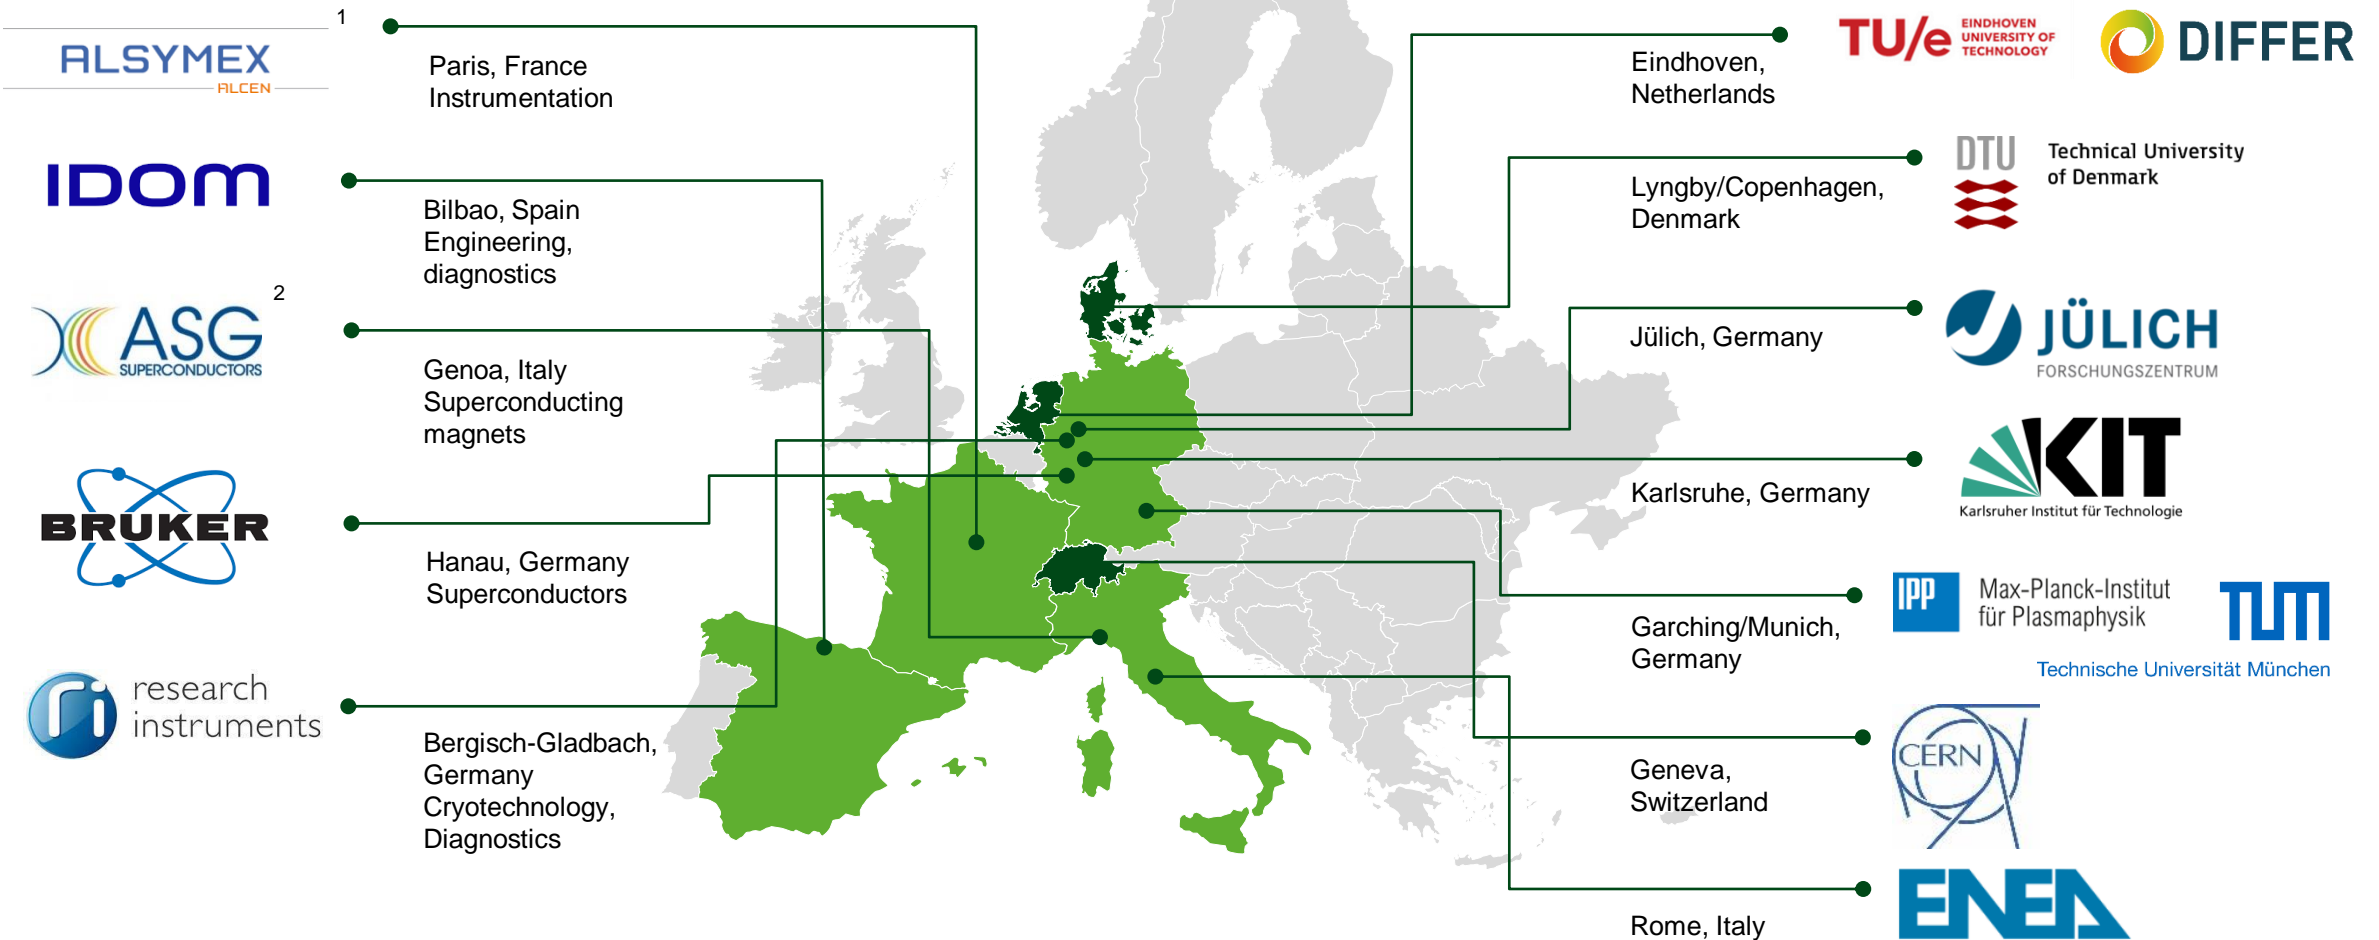 ALSYMEX
ALCEN
1
Paris, France
Instrumentation
IDOM
Bilbao, Spain
Engineering,
diagnostics
ASG
SUPERCONDUCTORS
2
Genoa, Italy
Superconducting
magnets
BRUKER
Hanau, Germany
Superconductors
ri
research
instruments
Bergisch-Gladbach,
Germany
Cryotechnology,
Diagnostics
TU/e
EINDHOVEN
UNIVERSITY OF
TECHNOLOGY
DIFFER
Eindhoven,
Netherlands
DTU
Technical University
of Denmark
Lyngby/Copenhagen,
Denmark
JÜLICH
FORSCHUNGSZENTRUM
Jülich, Germany
KIT
Karlsruher Institut für Technologie
Karlsruhe, Germany
IPP
Max-Planck-Institut
für Plasmaphysik
TUM
Technische Universität München
Garching/Munich,
Germany
CERN
Geneva,
Switzerland
ENEA
Rome, Italy